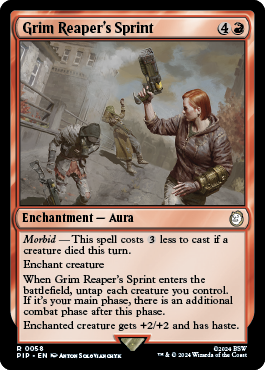 Grim Reaper's Sprint 4
Enchantment — Aura
Morbid — This spell costs 3 less to cast if a
creature died this turn.
Enchant creature
When Grim Reaper's Sprint enters the
battlefield, untap each creature you control.
If it's your main phase, there is an additional
combat phase after this phase.
Enchanted creature gets +2/+2 and has haste.
R 0058
PIP • EN Anton Solovianchyk
©2024 BSW
™ & © 2024 Wizards of the Coast